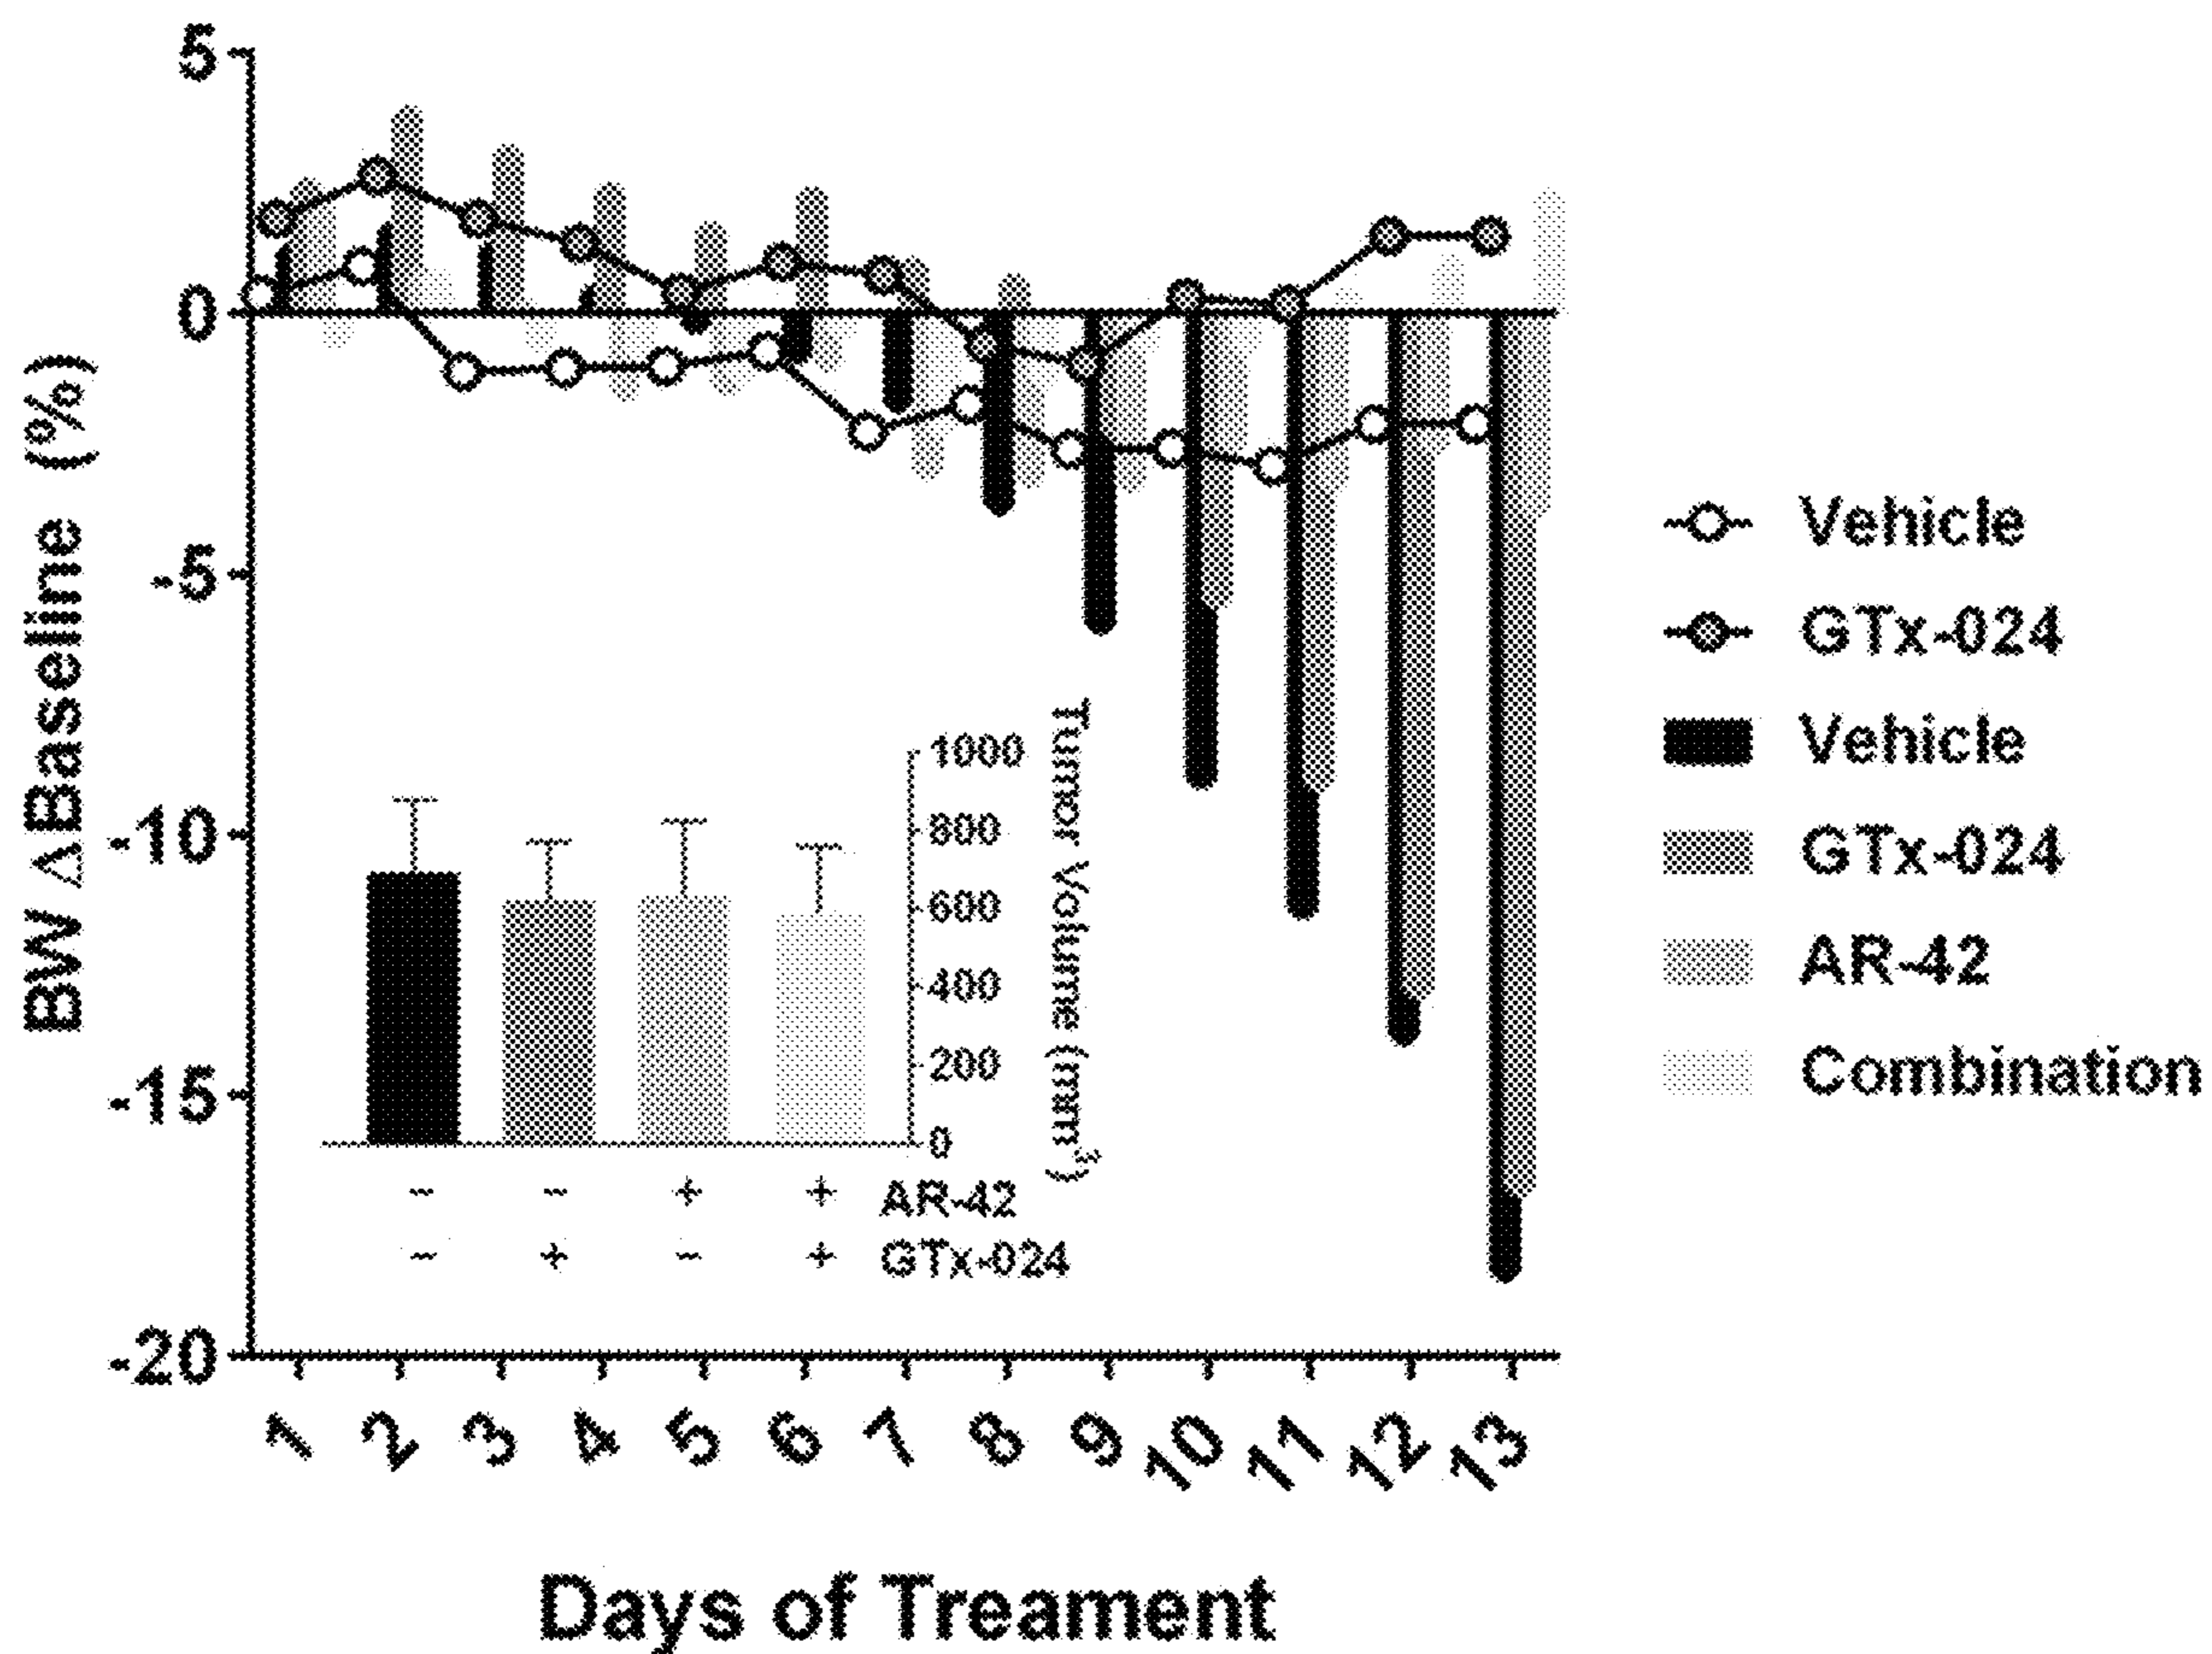 BW ΔBaseline (%)
5
0
-5
-10
-15
-20
1 2 3 4 5 6 7 8 9 10 11 12 13
Days of Treament
Vehicle
GTx-024
Vehicle
GTx-024
AR-42
Combination
1000
800
600
400
200
0
Tumor Volume (mm³)
- - + + AR-42
- + - + GTx-024